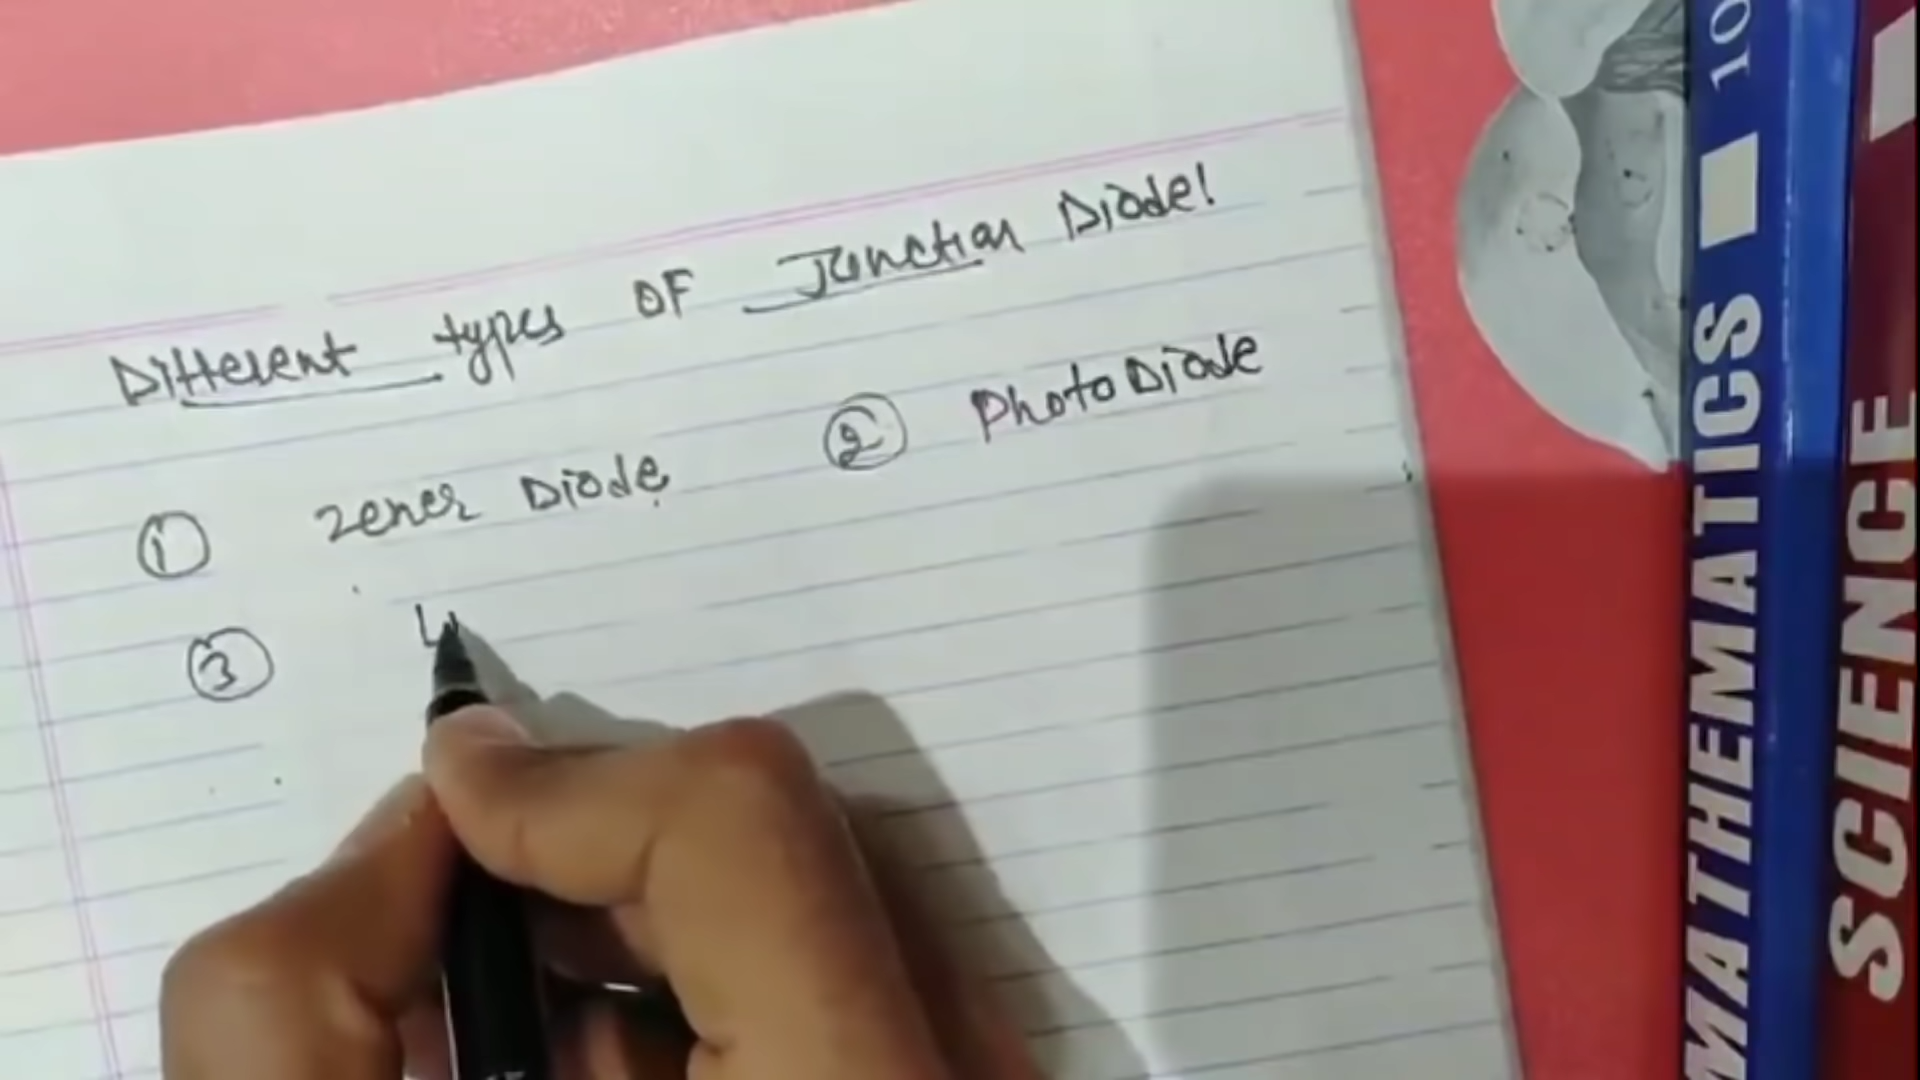 Different types OF Junction Diode!
① Zener Diode ② Photo Diode
③ L
MATHEMATICS 10
SCIENCE